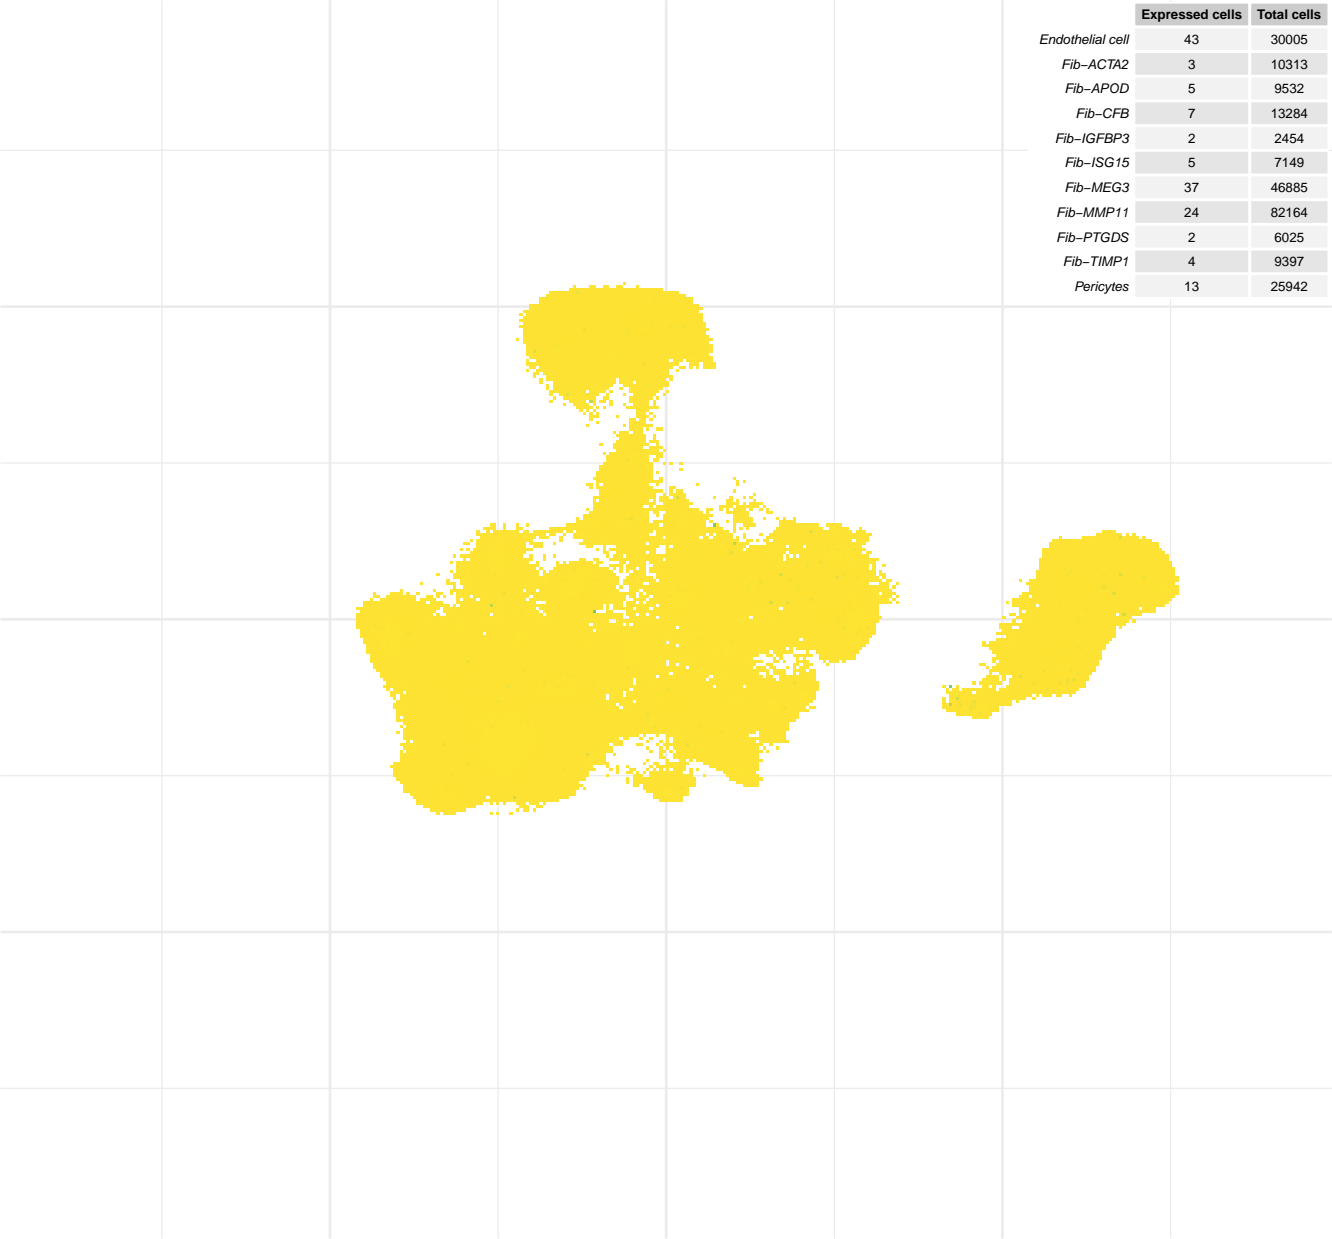 Expressed cells Total cells
Endothelial cell 43 30005
Fib−ACTA2 3 10313
Fib−APOD 5 9532
Fib−CFB 7 13284
Fib−IGFBP3 2 2454
Fib−ISG15 5 7149
Fib−MEG3 37 46885
Fib−MMP11 24 82164
Fib−PTGDS 2 6025
Fib−TIMP1 4 9397
Pericytes 13 25942